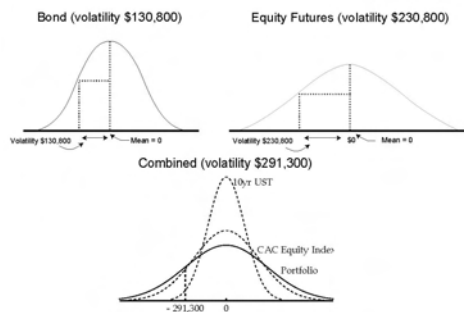 Bond (volatility $130,800)
Equity Futures (volatility $230,800)
Volatility $130,800
Mean = 0
Volatility $230,800
$0
Mean = 0
Combined (volatility $291,300)
10yr UST
CAC Equity Index
Portfolio
- 291,300
0